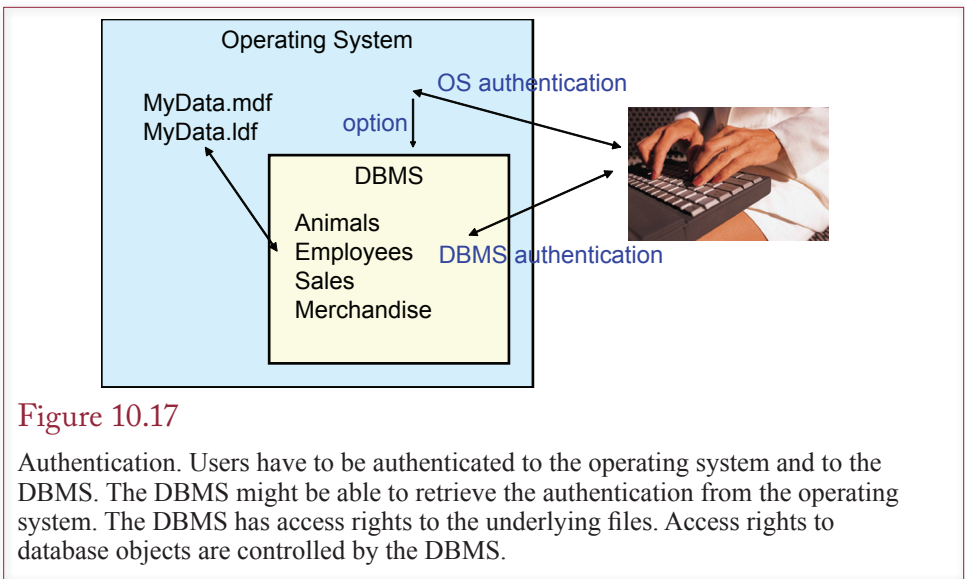 Operating System
OS authentication
MyData.mdf
MyData.ldf
option
DBMS
Animals
Employees
Sales
Merchandise
DBMS authentication
Figure 10.17
Authentication. Users have to be authenticated to the operating system and to the
DBMS. The DBMS might be able to retrieve the authentication from the operating
system. The DBMS has access rights to the underlying files. Access rights to
database objects are controlled by the DBMS.